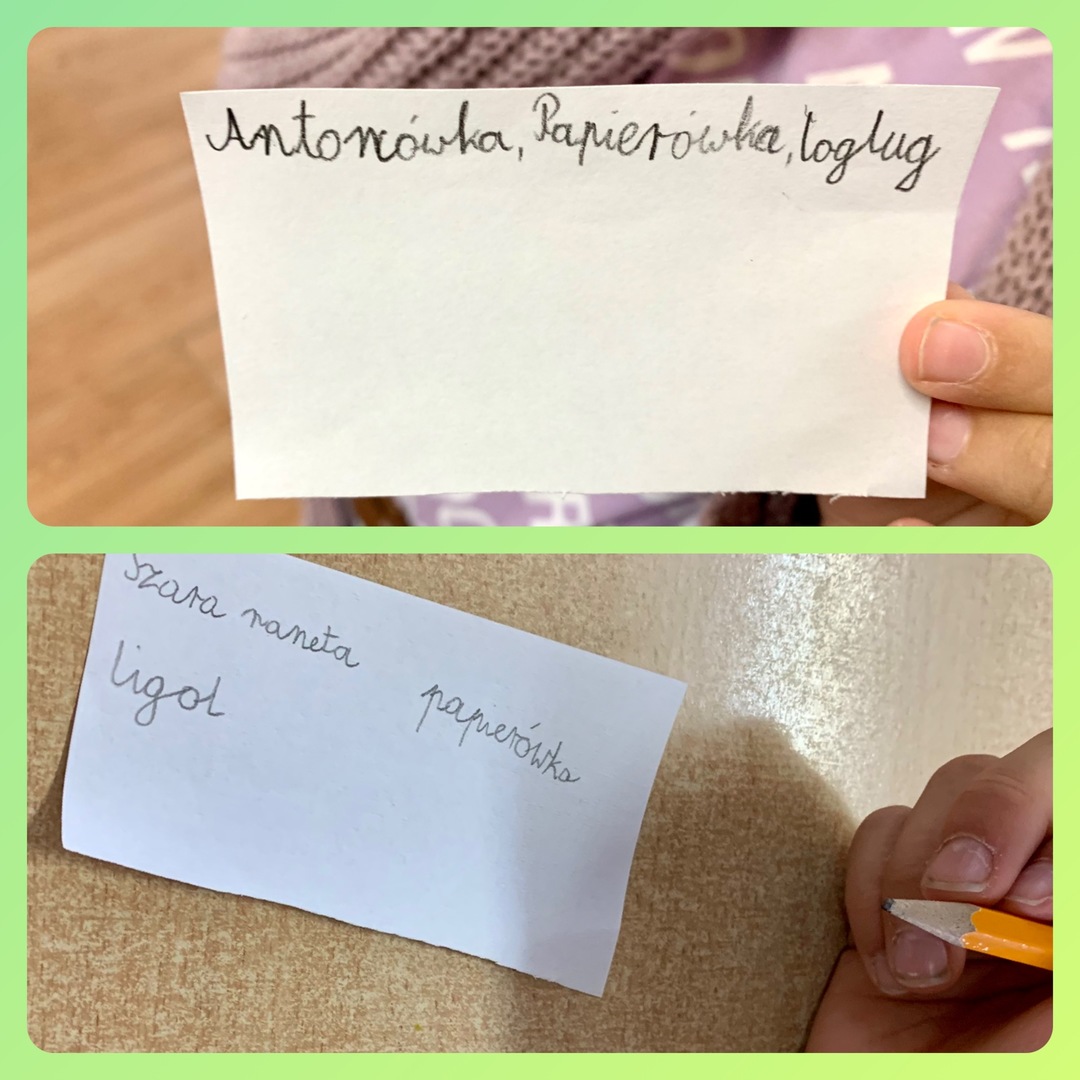 Antonówka, Papierówka, loglug
Szara raneta
ligol papierówka